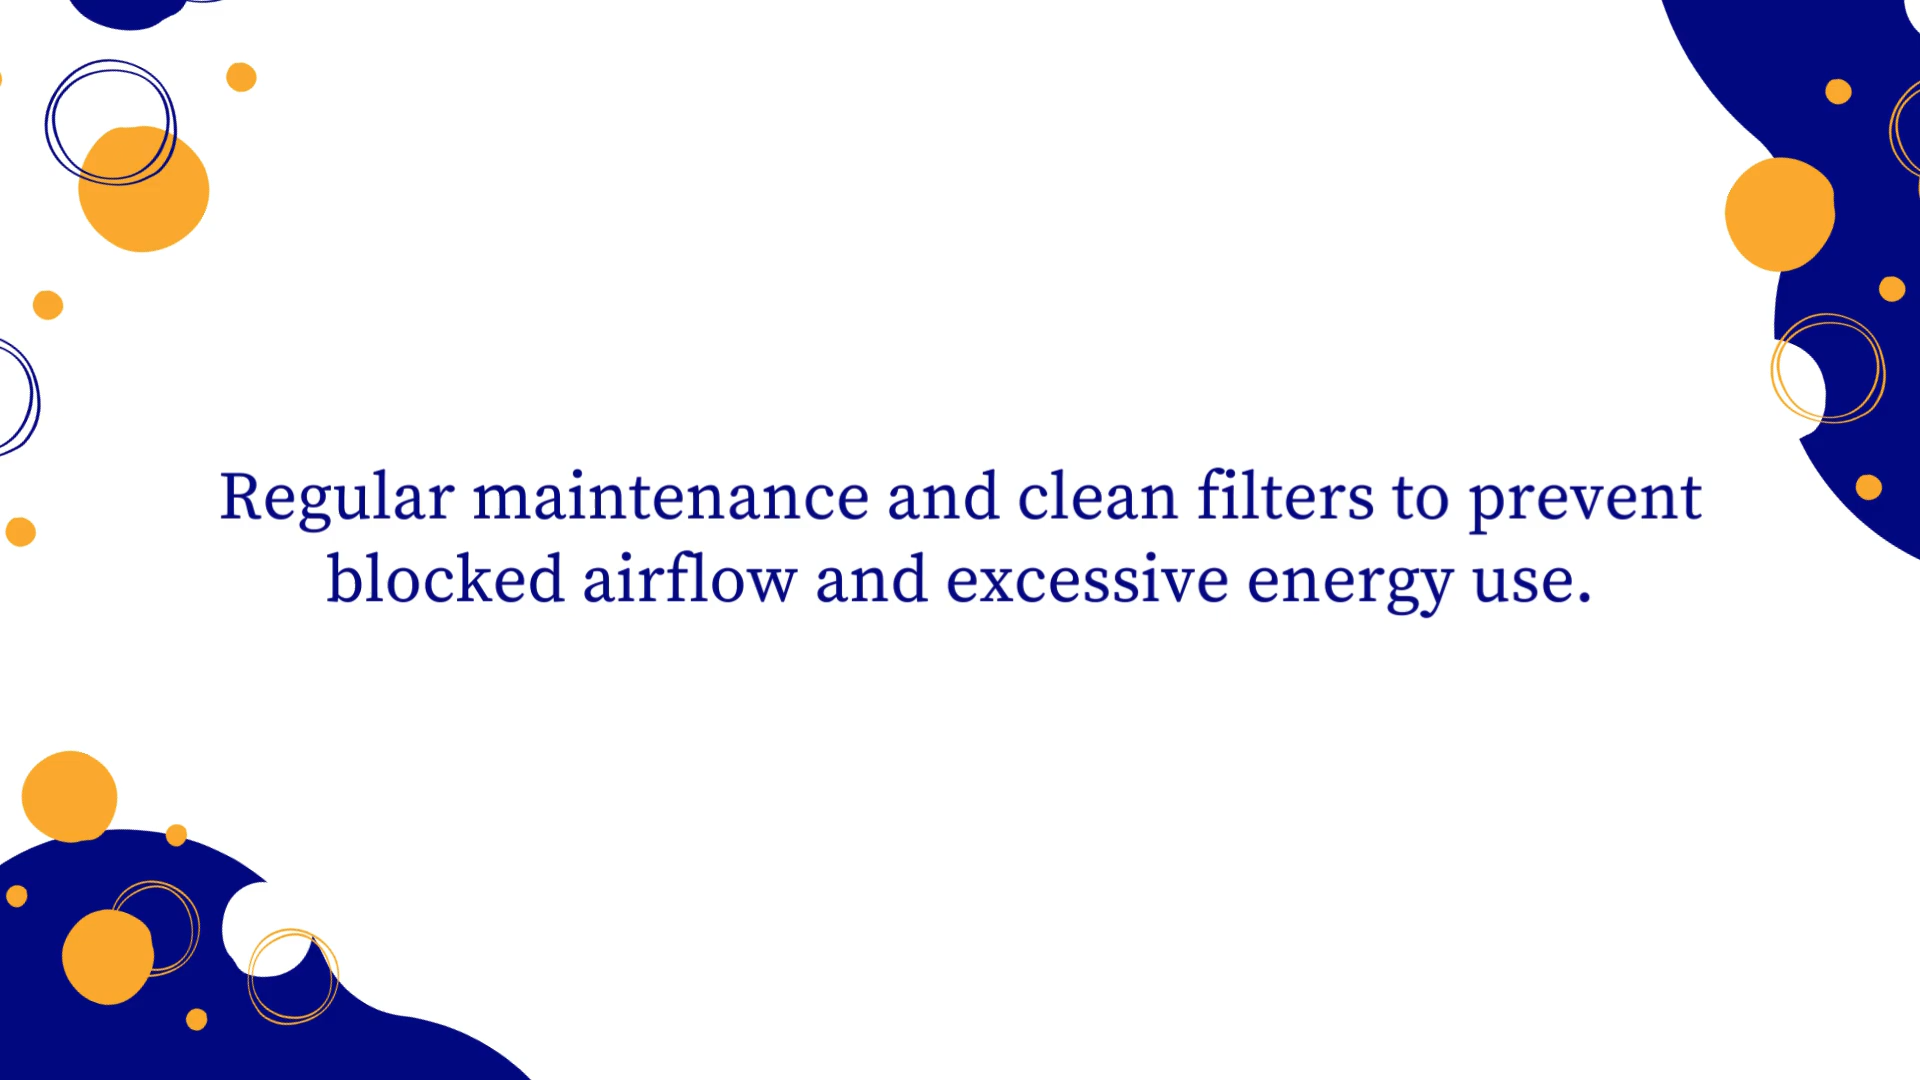 Regular maintenance and clean filters to prevent
blocked airflow and excessive energy use.